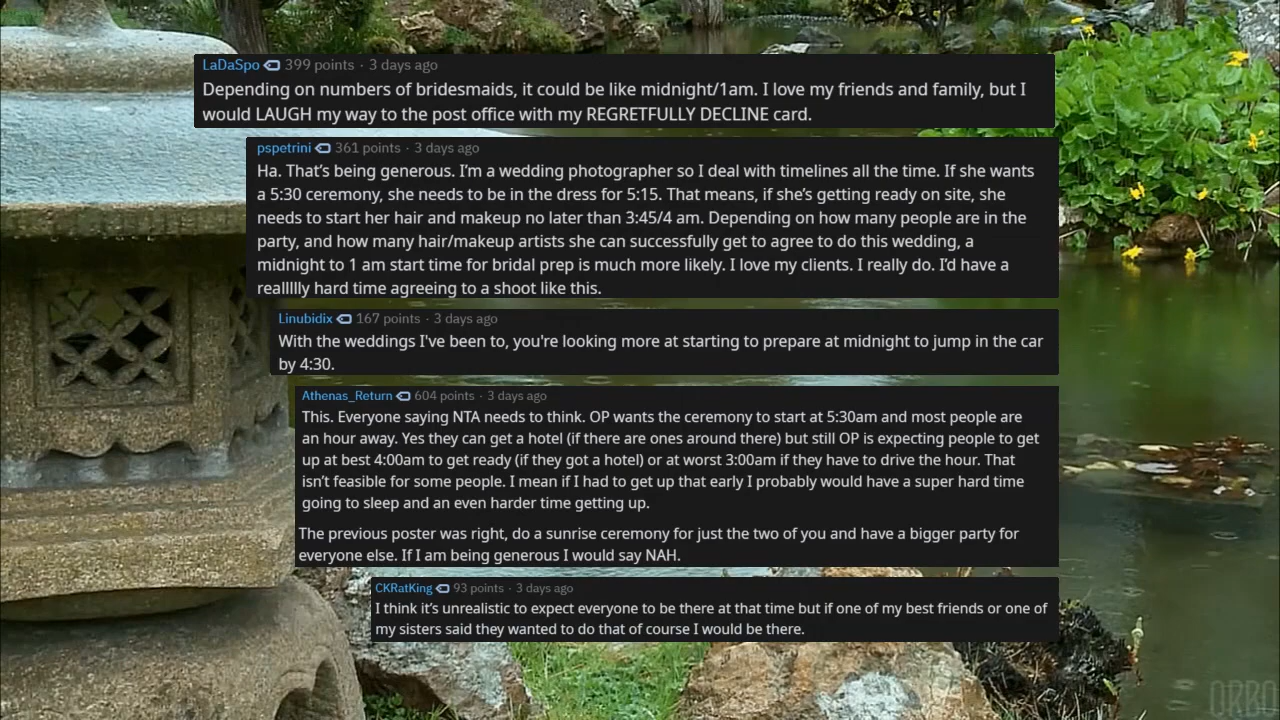 LaDaSpo 399 points · 3 days ago
Depending on numbers of bridesmaids, it could be like midnight/1am. I love my friends and family, but I
would LAUGH my way to the post office with my REGRETFULLY DECLINE card.
pspetrini 361 points · 3 days ago
Ha. That's being generous. I'm a wedding photographer so I deal with timelines all the time. If she wants
a 5:30 ceremony, she needs to be in the dress for 5:15. That means, if she's getting ready on site, she
needs to start her hair and makeup no later than 3:45/4 am. Depending on how many people are in the
party, and how many hair/makeup artists she can successfully get to agree to do this wedding, a
midnight to 1 am start time for bridal prep is much more likely. I love my clients. I really do. I'd have a
reallllly hard time agreeing to a shoot like this.
Linubidix 167 points · 3 days ago
With the weddings I've been to, you're looking more at starting to prepare at midnight to jump in the car
by 4:30.
Athenas_Return 604 points · 3 days ago
This. Everyone saying NTA needs to think. OP wants the ceremony to start at 5:30am and most people are
an hour away. Yes they can get a hotel (if there are ones around there) but still OP is expecting people to get
up at best 4:00am to get ready (if they got a hotel) or at worst 3:00am if they have to drive the hour. That
isn't feasible for some people. I mean if I had to get up that early I probably would have a super hard time
going to sleep and an even harder time getting up.
The previous poster was right, do a sunrise ceremony for just the two of you and have a bigger party for
everyone else. If I am being generous I would say NAH.
CKRatKing 93 points · 3 days ago
I think it's unrealistic to expect everyone to be there at that time but if one of my best friends or one of
my sisters said they wanted to do that of course I would be there.
ORBO